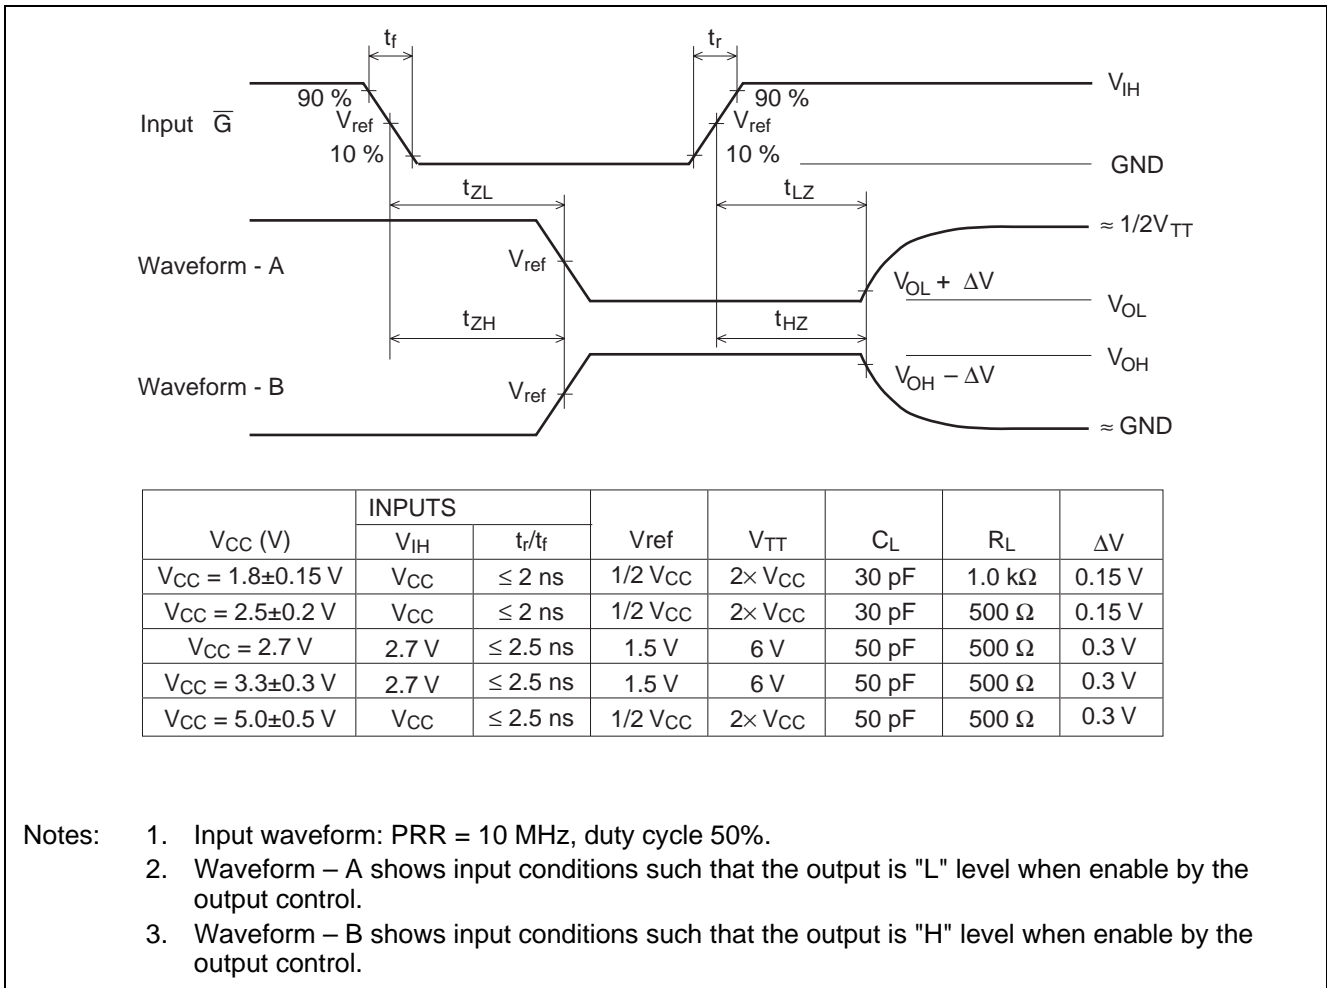 tf tr
90 % 90 % VIH
Input G̅ Vref Vref
10 % 10 % GND
tZL tLZ
≈ 1/2VTT
Waveform - A Vref
VOL + ΔV
VOL
tZH tHZ
VOH
Waveform - B Vref VOH – ΔV
≈ GND
INPUTS
VCC (V) VIH tr/tf Vref VTT CL RL ΔV
VCC = 1.8±0.15 V VCC ≤ 2 ns 1/2 VCC 2× VCC 30 pF 1.0 kΩ 0.15 V
VCC = 2.5±0.2 V VCC ≤ 2 ns 1/2 VCC 2× VCC 30 pF 500 Ω 0.15 V
VCC = 2.7 V 2.7 V ≤ 2.5 ns 1.5 V 6 V 50 pF 500 Ω 0.3 V
VCC = 3.3±0.3 V 2.7 V ≤ 2.5 ns 1.5 V 6 V 50 pF 500 Ω 0.3 V
VCC = 5.0±0.5 V VCC ≤ 2.5 ns 1/2 VCC 2× VCC 50 pF 500 Ω 0.3 V
Notes: 1. Input waveform: PRR = 10 MHz, duty cycle 50%.
2. Waveform – A shows input conditions such that the output is "L" level when enable by the
output control.
3. Waveform – B shows input conditions such that the output is "H" level when enable by the
output control.